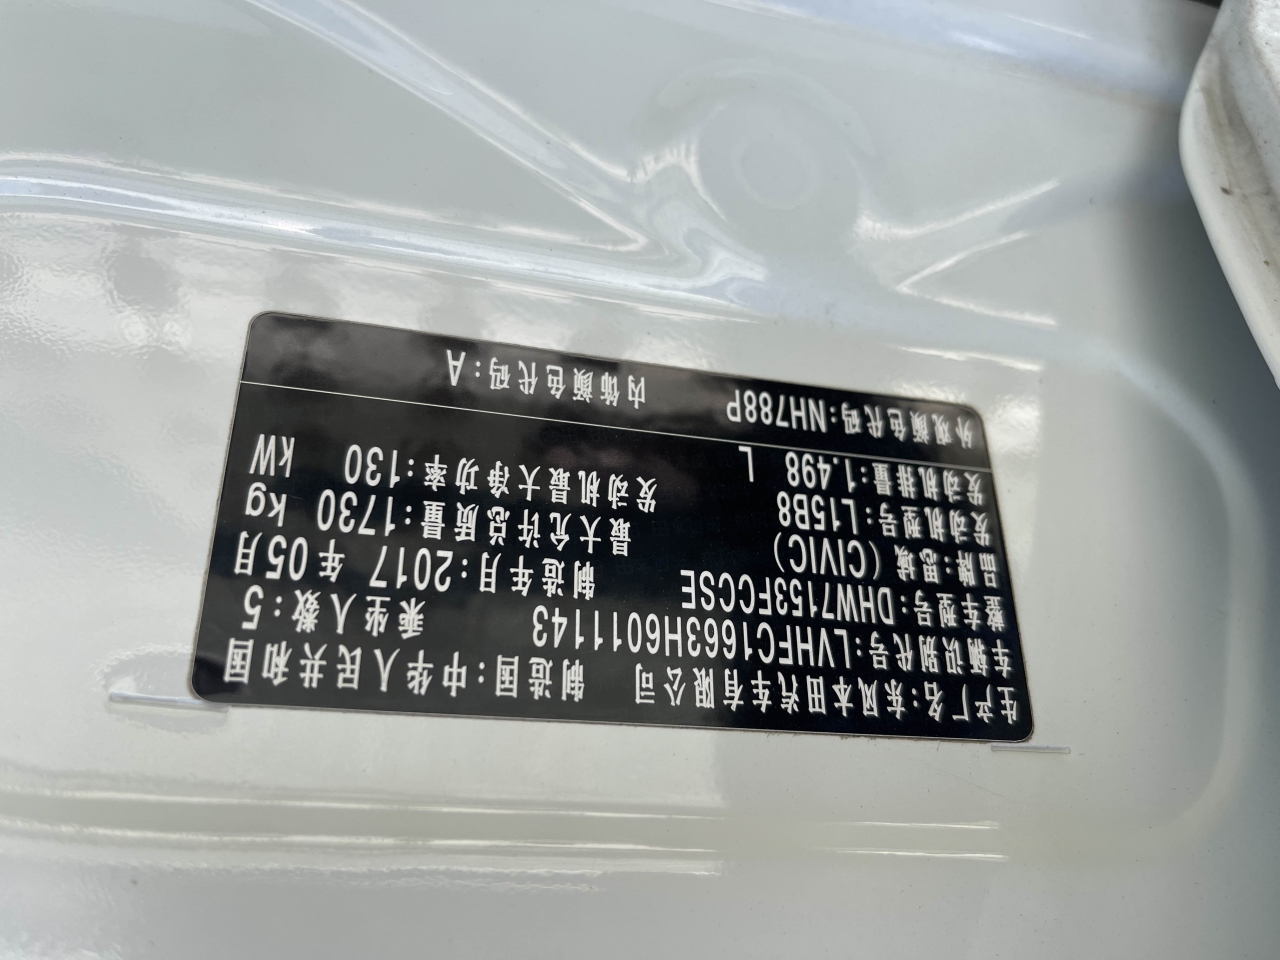 生产厂名:东风本田汽车有限公司 制造国:中华人民共和国
车辆识别代号:LVHFC1663H6011143 乘坐人数:5
整车型号:DHW7153FCCSE 制造年月:2017 年 05月
品牌:思域(CIVIC) 最大允许总质量:1730 kg
发动机型号:L15B8 发动机最大净功率:130 kW
发动机排量:1.498 L
外观颜色代码:NH788P 内饰颜色代码:A